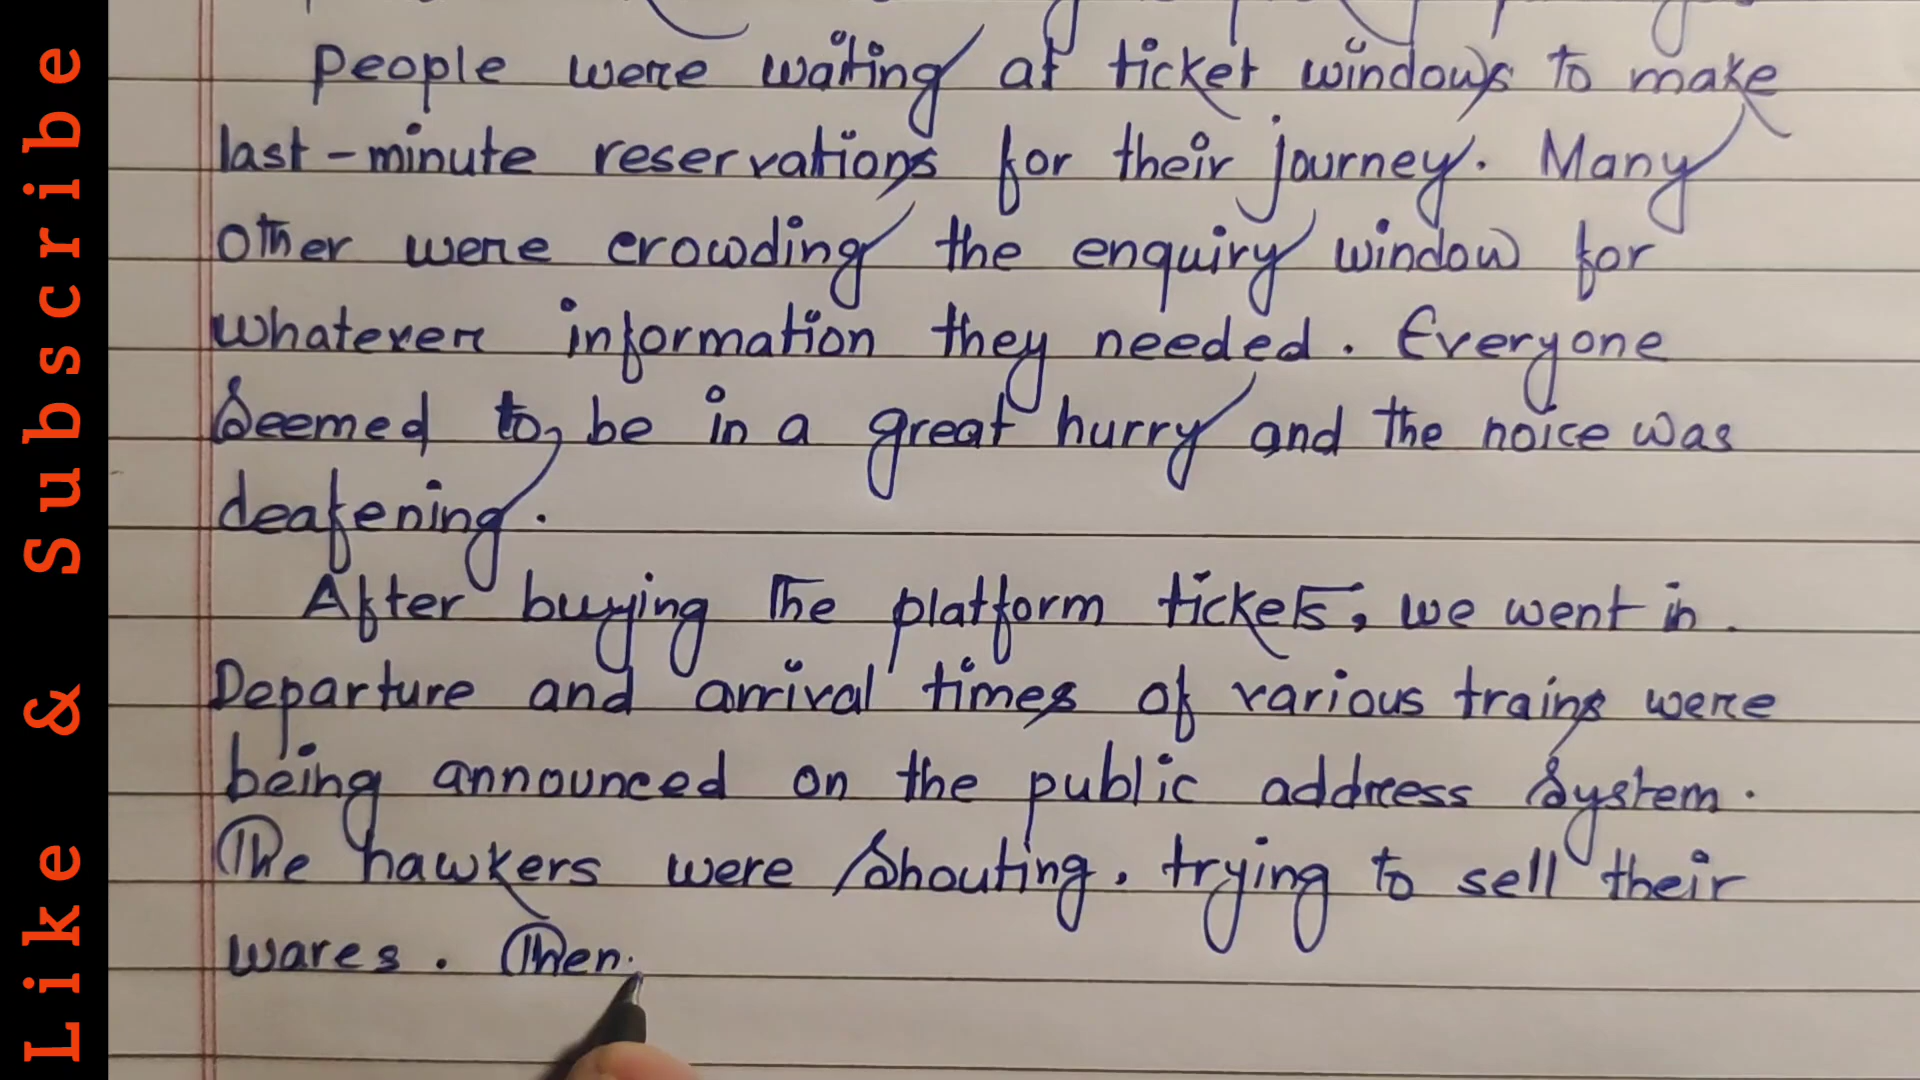 Like & Subscribe
people were waiting at ticket windows to make
last-minute reservations for their journey. Many
other were crowding the enquiry window for
whatever information they needed. Everyone
seemed to be in a great hurry and the noice was
deafening.
After buying the platform tickets, we went in.
Departure and arrival times of various trains were
being announced on the public address system.
The hawkers were shouting. trying to sell their
wares. Then